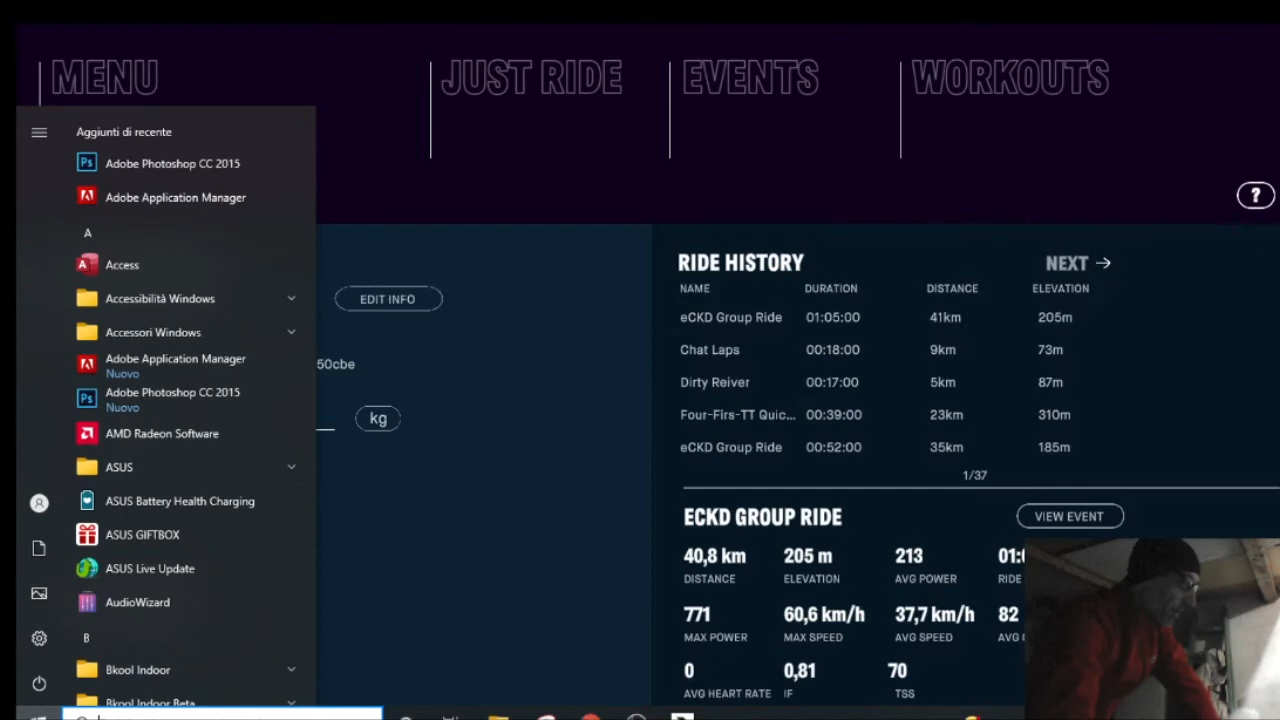 MENU
JUST RIDE
EVENTS
WORKOUTS
?
Aggiunti di recente
Adobe Photoshop CC 2015
Adobe Application Manager
A
Access
Accessibilità Windows
Accessori Windows
Adobe Application Manager
Nuovo
Adobe Photoshop CC 2015
Nuovo
AMD Radeon Software
ASUS
ASUS Battery Health Charging
ASUS GIFTBOX
ASUS Live Update
AudioWizard
B
Bkool Indoor
Bkool Indoor Beta
EDIT INFO
50cbe
kg
RIDE HISTORY
NEXT →
NAME DURATION DISTANCE ELEVATION
eCKD Group Ride 01:05:00 41km 205m
Chat Laps 00:18:00 9km 73m
Dirty Reiver 00:17:00 5km 87m
Four-Firs-TT Quic... 00:39:00 23km 310m
eCKD Group Ride 00:52:00 35km 185m
1/37
ECKD GROUP RIDE
VIEW EVENT
40,8 km 205 m 213 01:
DISTANCE ELEVATION AVG POWER RIDE
771 60,6 km/h 37,7 km/h 82
MAX POWER MAX SPEED AVG SPEED AVG
0 0,81 70
AVG HEART RATE IF TSS